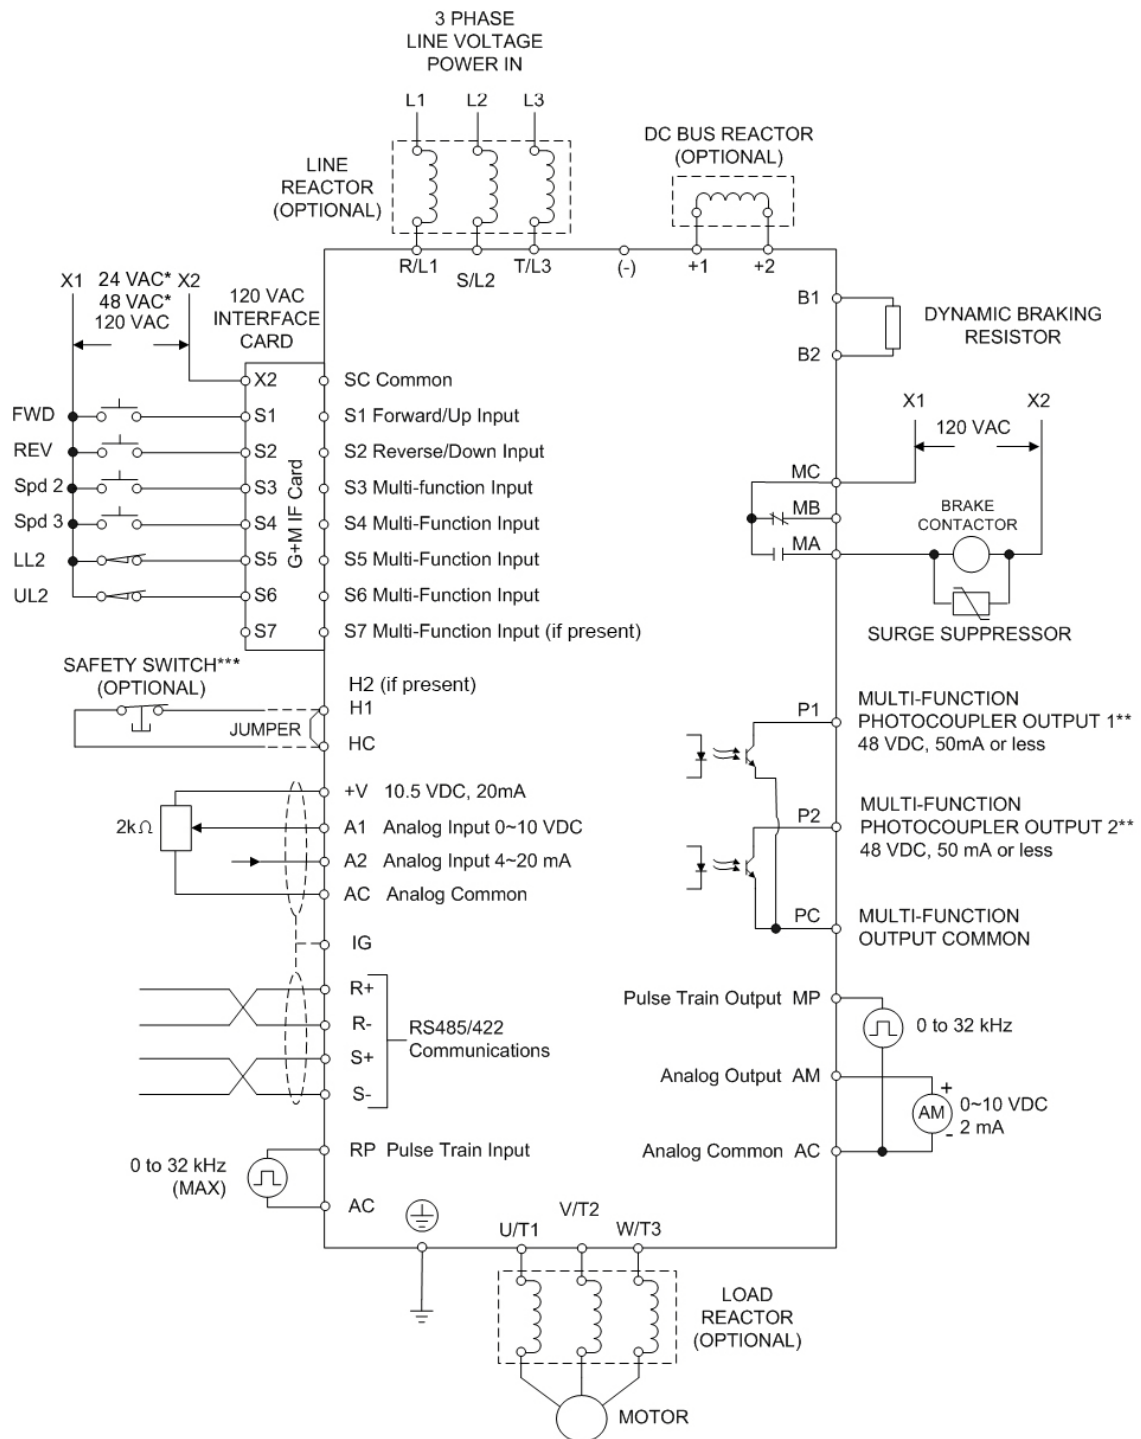 3 PHASE
LINE VOLTAGE
POWER IN
L1 L2 L3
LINE
REACTOR
(OPTIONAL)
DC BUS REACTOR
(OPTIONAL)
R/L1 S/L2 T/L3 (-) +1 +2
X1 24 VAC* X2
48 VAC*
120 VAC
120 VAC
INTERFACE
CARD
B1
B2
DYNAMIC BRAKING
RESISTOR
X2 SC Common
FWD S1 S1 Forward/Up Input
REV S2 S2 Reverse/Down Input
Spd 2 S3 S3 Multi-function Input
Spd 3 S4 S4 Multi-Function Input
LL2 S5 S5 Multi-Function Input
UL2 S6 S6 Multi-Function Input
S7 S7 Multi-Function Input (if present)
G+M IF Card
X1 X2
120 VAC
MC
MB
MA
BRAKE
CONTACTOR
SURGE SUPPRESSOR
SAFETY SWITCH***
(OPTIONAL)
H2 (if present)
H1
JUMPER
HC
+V 10.5 VDC, 20mA
2kΩ
A1 Analog Input 0~10 VDC
A2 Analog Input 4~20 mA
AC Analog Common
IG
R+
R-
S+
S-
RS485/422
Communications
RP Pulse Train Input
0 to 32 kHz
(MAX)
AC
P1
MULTI-FUNCTION
PHOTOCOUPLER OUTPUT 1**
48 VDC, 50mA or less
P2
MULTI-FUNCTION
PHOTOCOUPLER OUTPUT 2**
48 VDC, 50 mA or less
PC
MULTI-FUNCTION
OUTPUT COMMON
Pulse Train Output MP
0 to 32 kHz
Analog Output AM
+
AM
-
0~10 VDC
2 mA
Analog Common AC
U/T1 V/T2 W/T3
LOAD
REACTOR
(OPTIONAL)
MOTOR